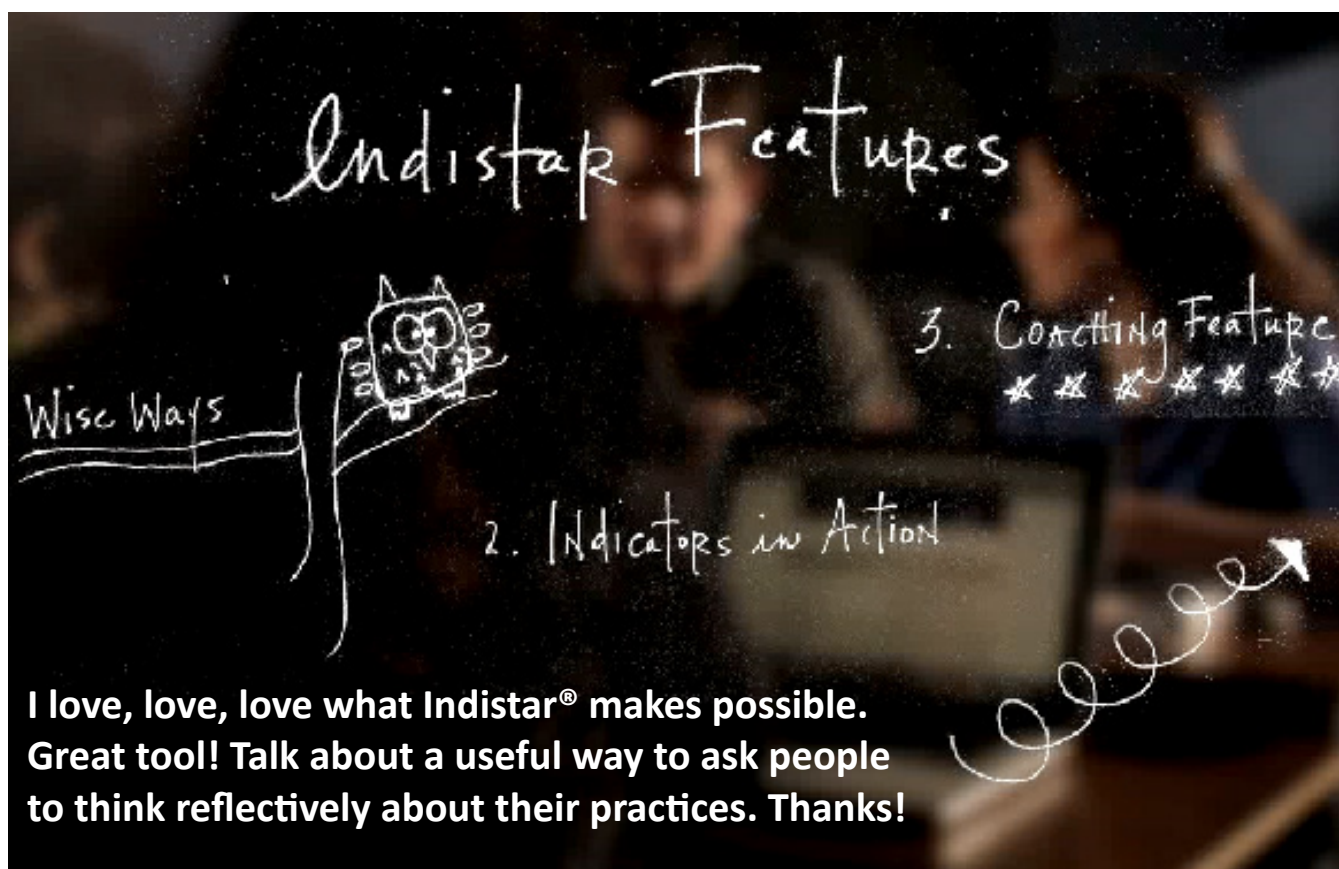 Indistar Features
Wise Ways
2. Indicators in Action
3. Coaching Feature
I love, love, love what Indistar® makes possible.
Great tool! Talk about a useful way to ask people
to think reflectively about their practices. Thanks!